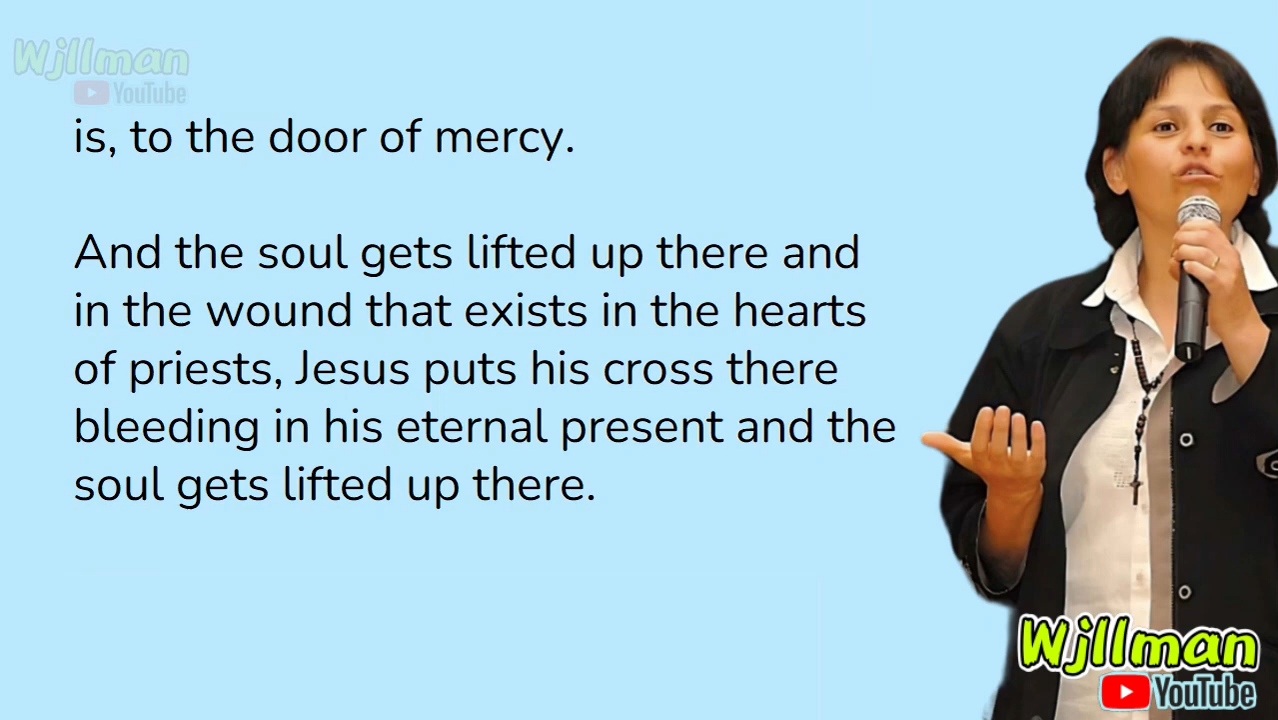 Wjllman
YouTube
is, to the door of mercy.
And the soul gets lifted up there and
in the wound that exists in the hearts
of priests, Jesus puts his cross there
bleeding in his eternal present and the
soul gets lifted up there.
Wjllman
YouTube